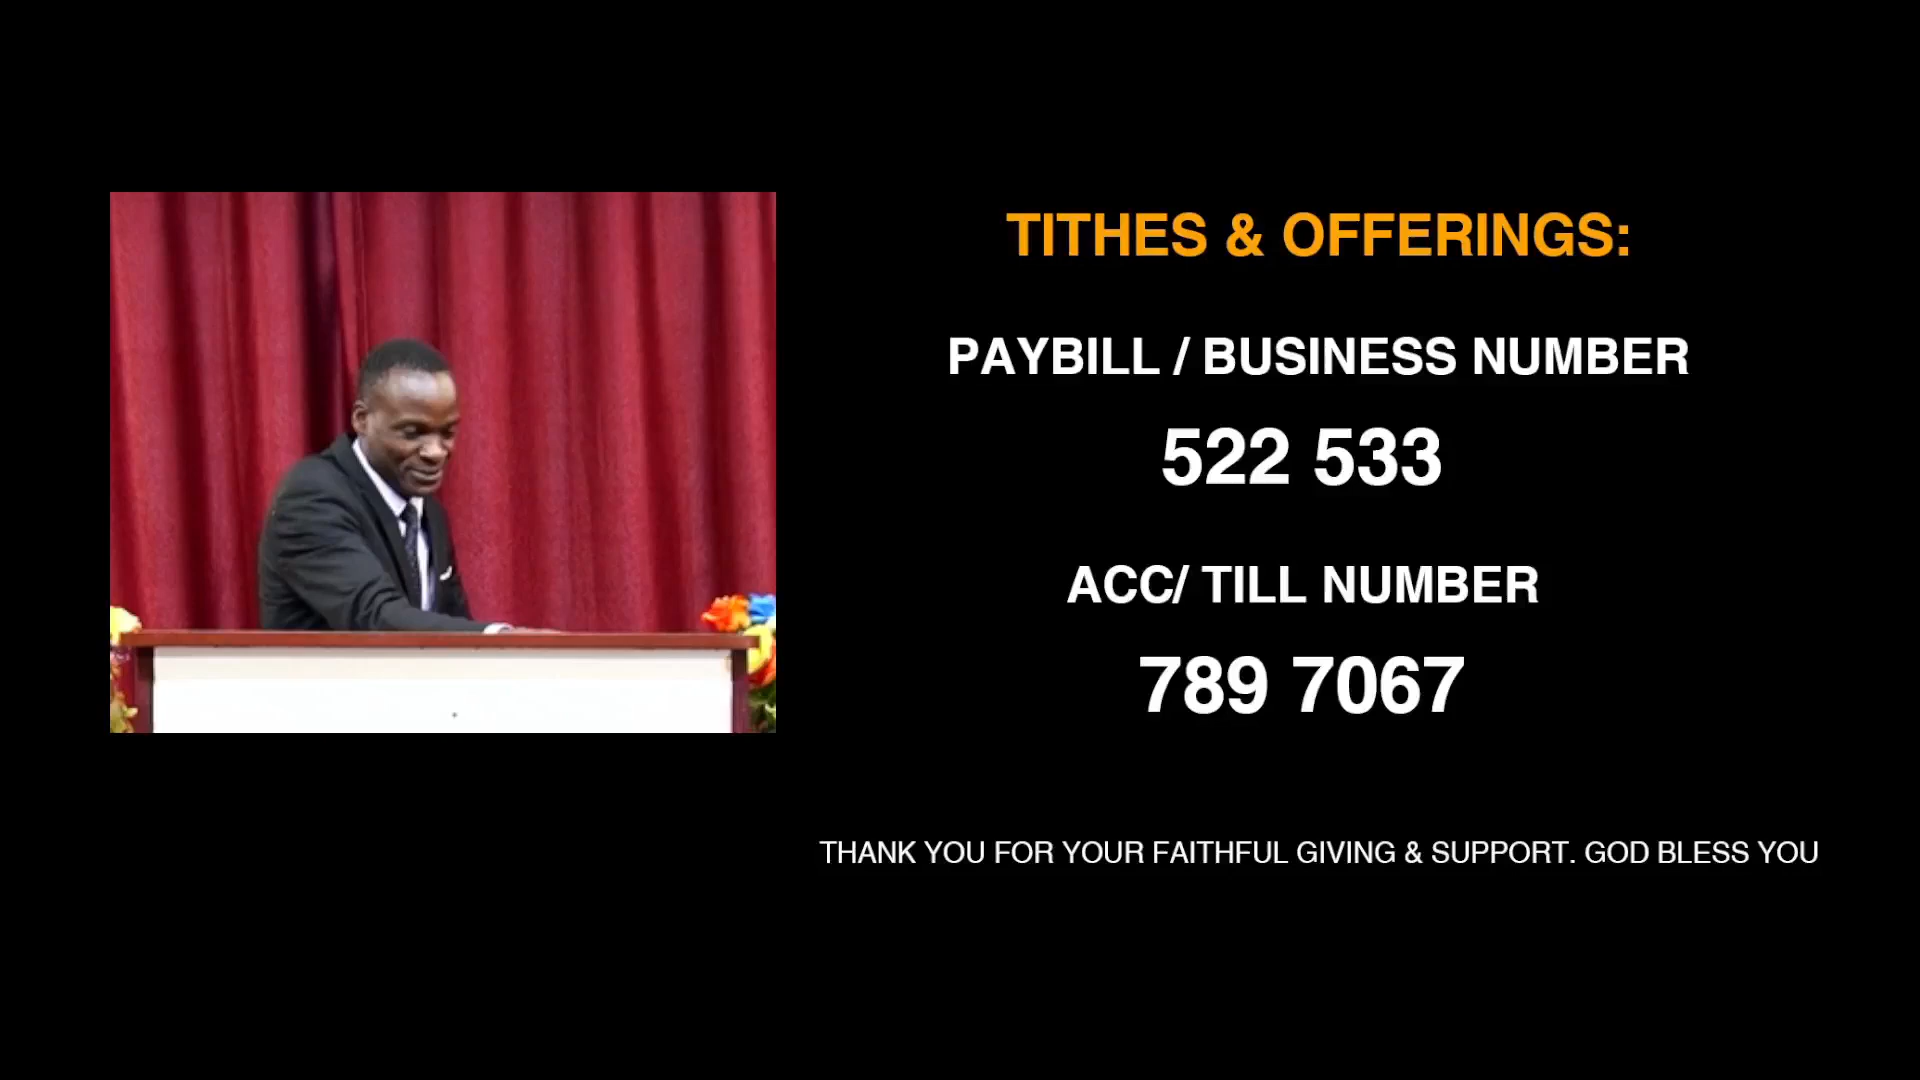 TITHES & OFFERINGS:
PAYBILL / BUSINESS NUMBER
522 533
ACC/ TILL NUMBER
789 7067
THANK YOU FOR YOUR FAITHFUL GIVING & SUPPORT. GOD BLESS YOU